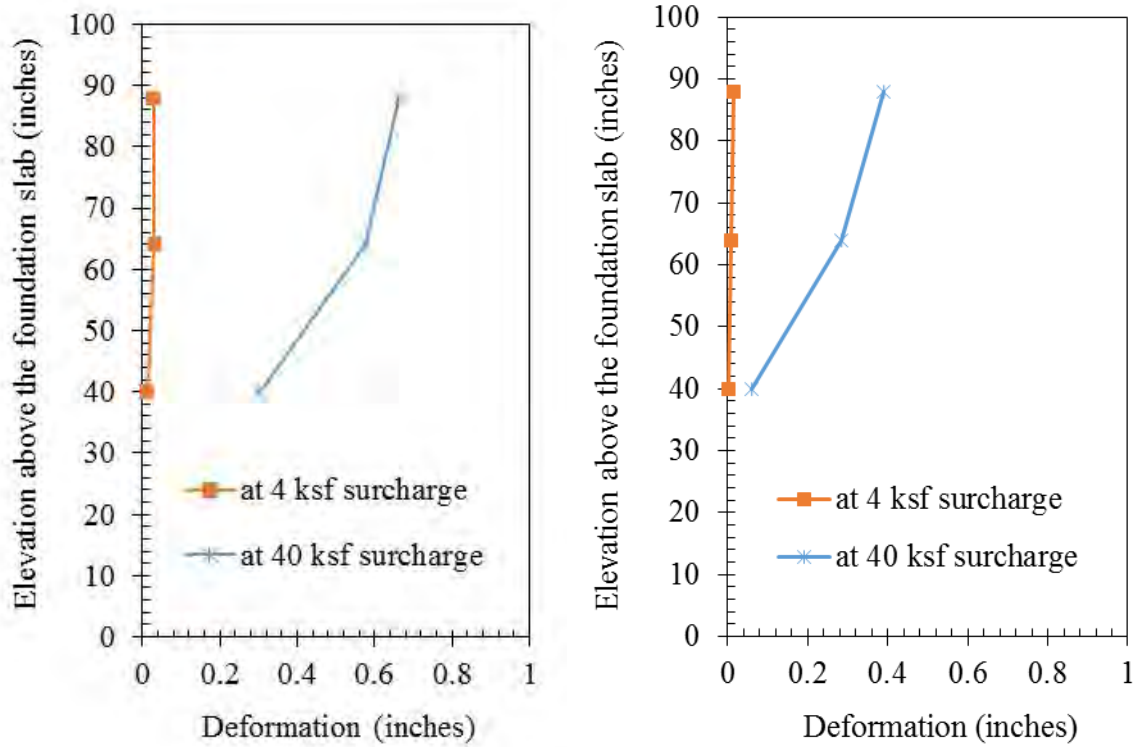 Elevation above the foundation slab (inches)
100
90
80
70
60
50
40
30
20
10
0
at 4 ksf surcharge
at 40 ksf surcharge
0 0.2 0.4 0.6 0.8 1
Deformation (inches)
Elevation above the foundation slab (inches)
100
90
80
70
60
50
40
30
20
10
0
at 4 ksf surcharge
at 40 ksf surcharge
0 0.2 0.4 0.6 0.8 1
Deformation (inches)